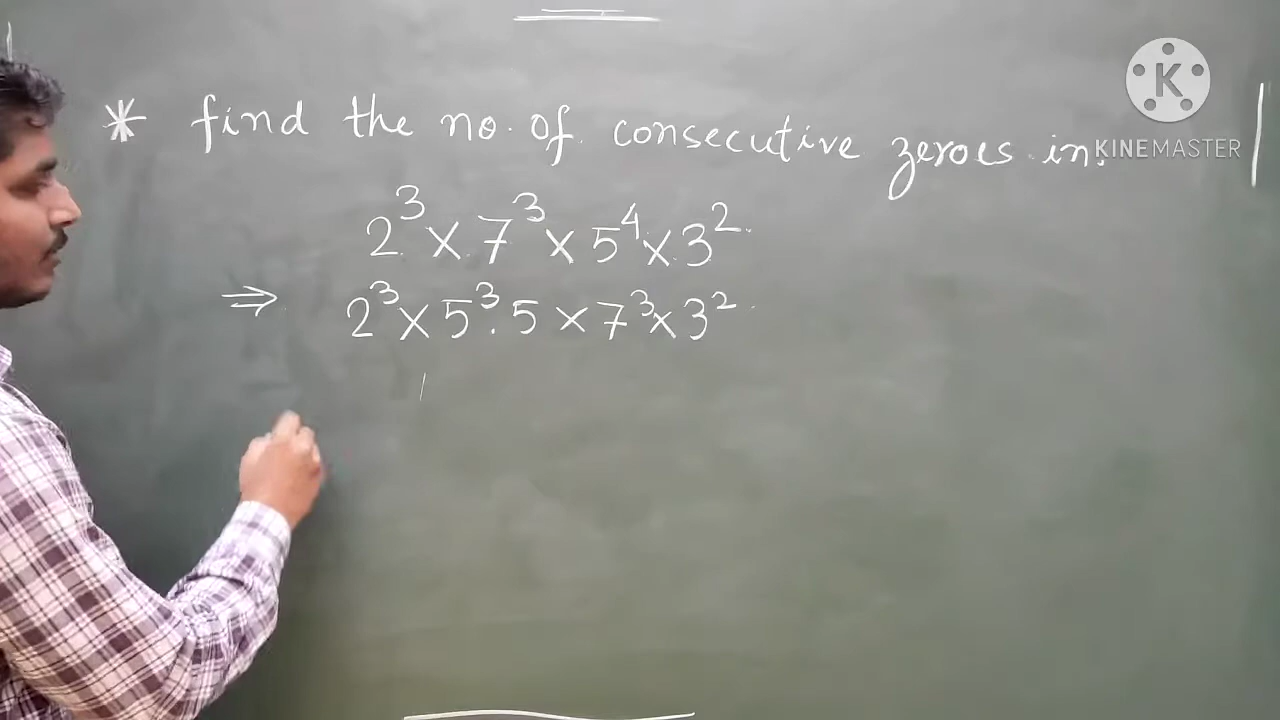 * find the no. of consecutive zeroes in.
2³ × 7³ × 5⁴ × 3²
⇒ 2³ × 5³ . 5 × 7³ × 3²
K
KINEMASTER